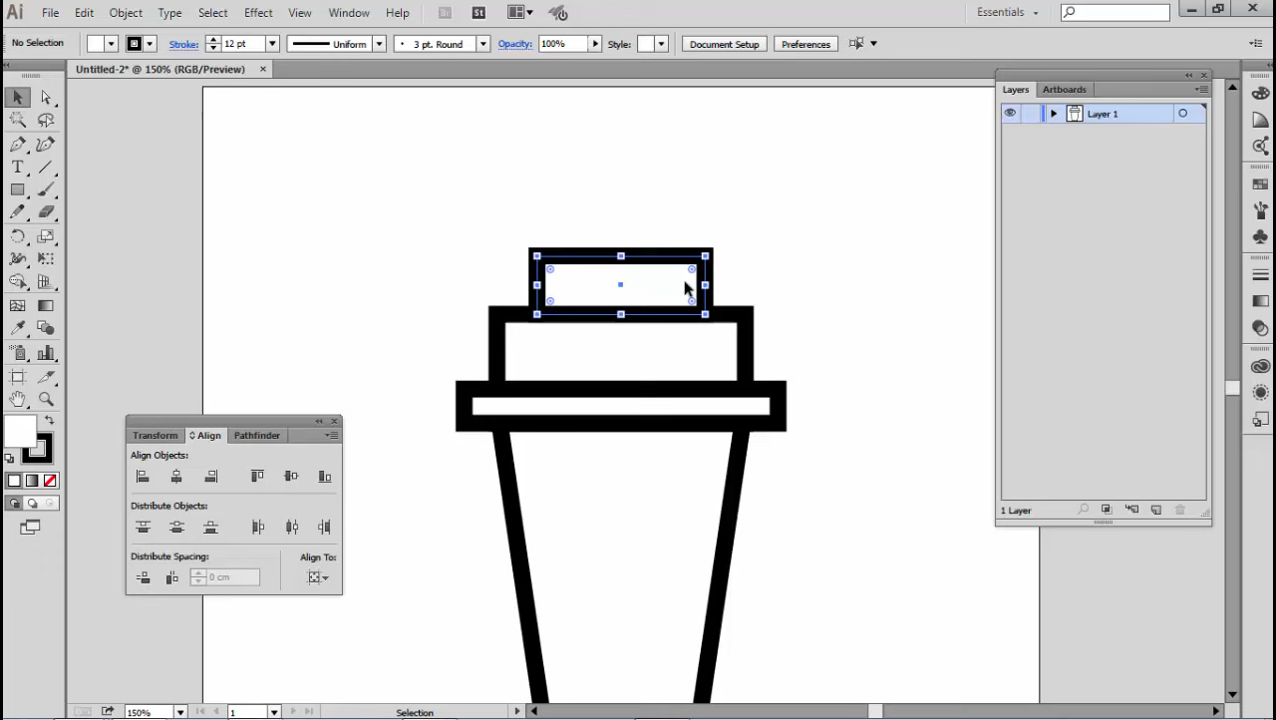 Ai File Edit Object Type Select Effect View Window Help Br St Essentials
No Selection Stroke: 12 pt Uniform 3 pt. Round Opacity: 100% Style: Document Setup Preferences
Untitled-2* @ 150% (RGB/Preview)
Layers Artboards
Layer 1
Transform Align Pathfinder
Align Objects:
Distribute Objects:
Distribute Spacing: Align To:
0 cm
1 Layer
150% 1 Selection